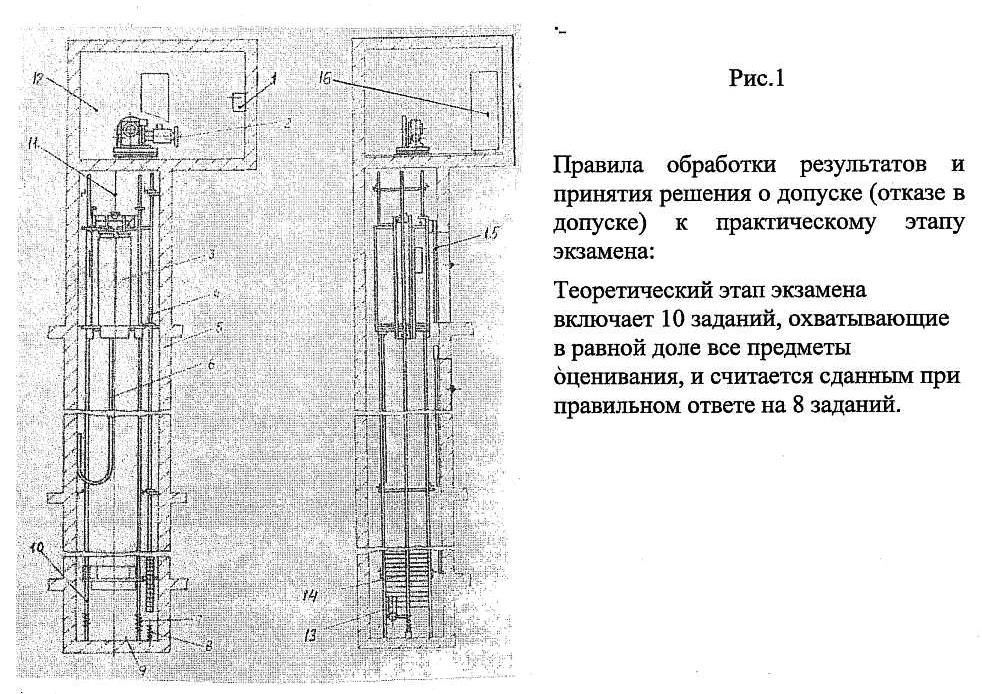 Рис.1
Правила обработки результатов и
принятия решения о допуске (отказе в
допуске) к практическому этапу
экзамена:
Теоретический этап экзамена
включает 10 заданий, охватывающие
в равной доле все предметы
оценивания, и считается сданным при
правильном ответе на 8 заданий.
12
1
2
11
3
4
5
6
10
7
8
9
16
15
14
13